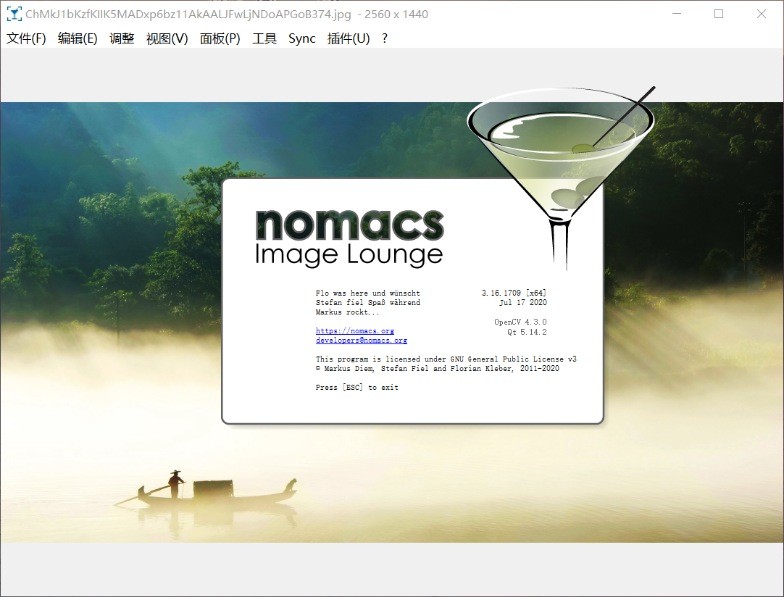 ChMkJ1bKzfKIIK5MADxp6bz11AkAALJFwLjNDoAPGoB374.jpg - 2560 x 1440
文件(F) 编辑(E) 调整 视图(V) 面板(P) 工具 Sync 插件(U) ?
nomacs
Image Lounge
Flo was here und wünscht
Stefan fiel Spaß während
Markus rockt...
https://nomacs.org
developers@nomacs.org
3.16.1709 [x64]
Jul 17 2020
OpenCV 4.3.0
Qt 5.14.2
This program is licensed under GNU General Public License v3
© Markus Diem, Stefan Fiel and Florian Kleber, 2011-2020
Press [ESC] to exit